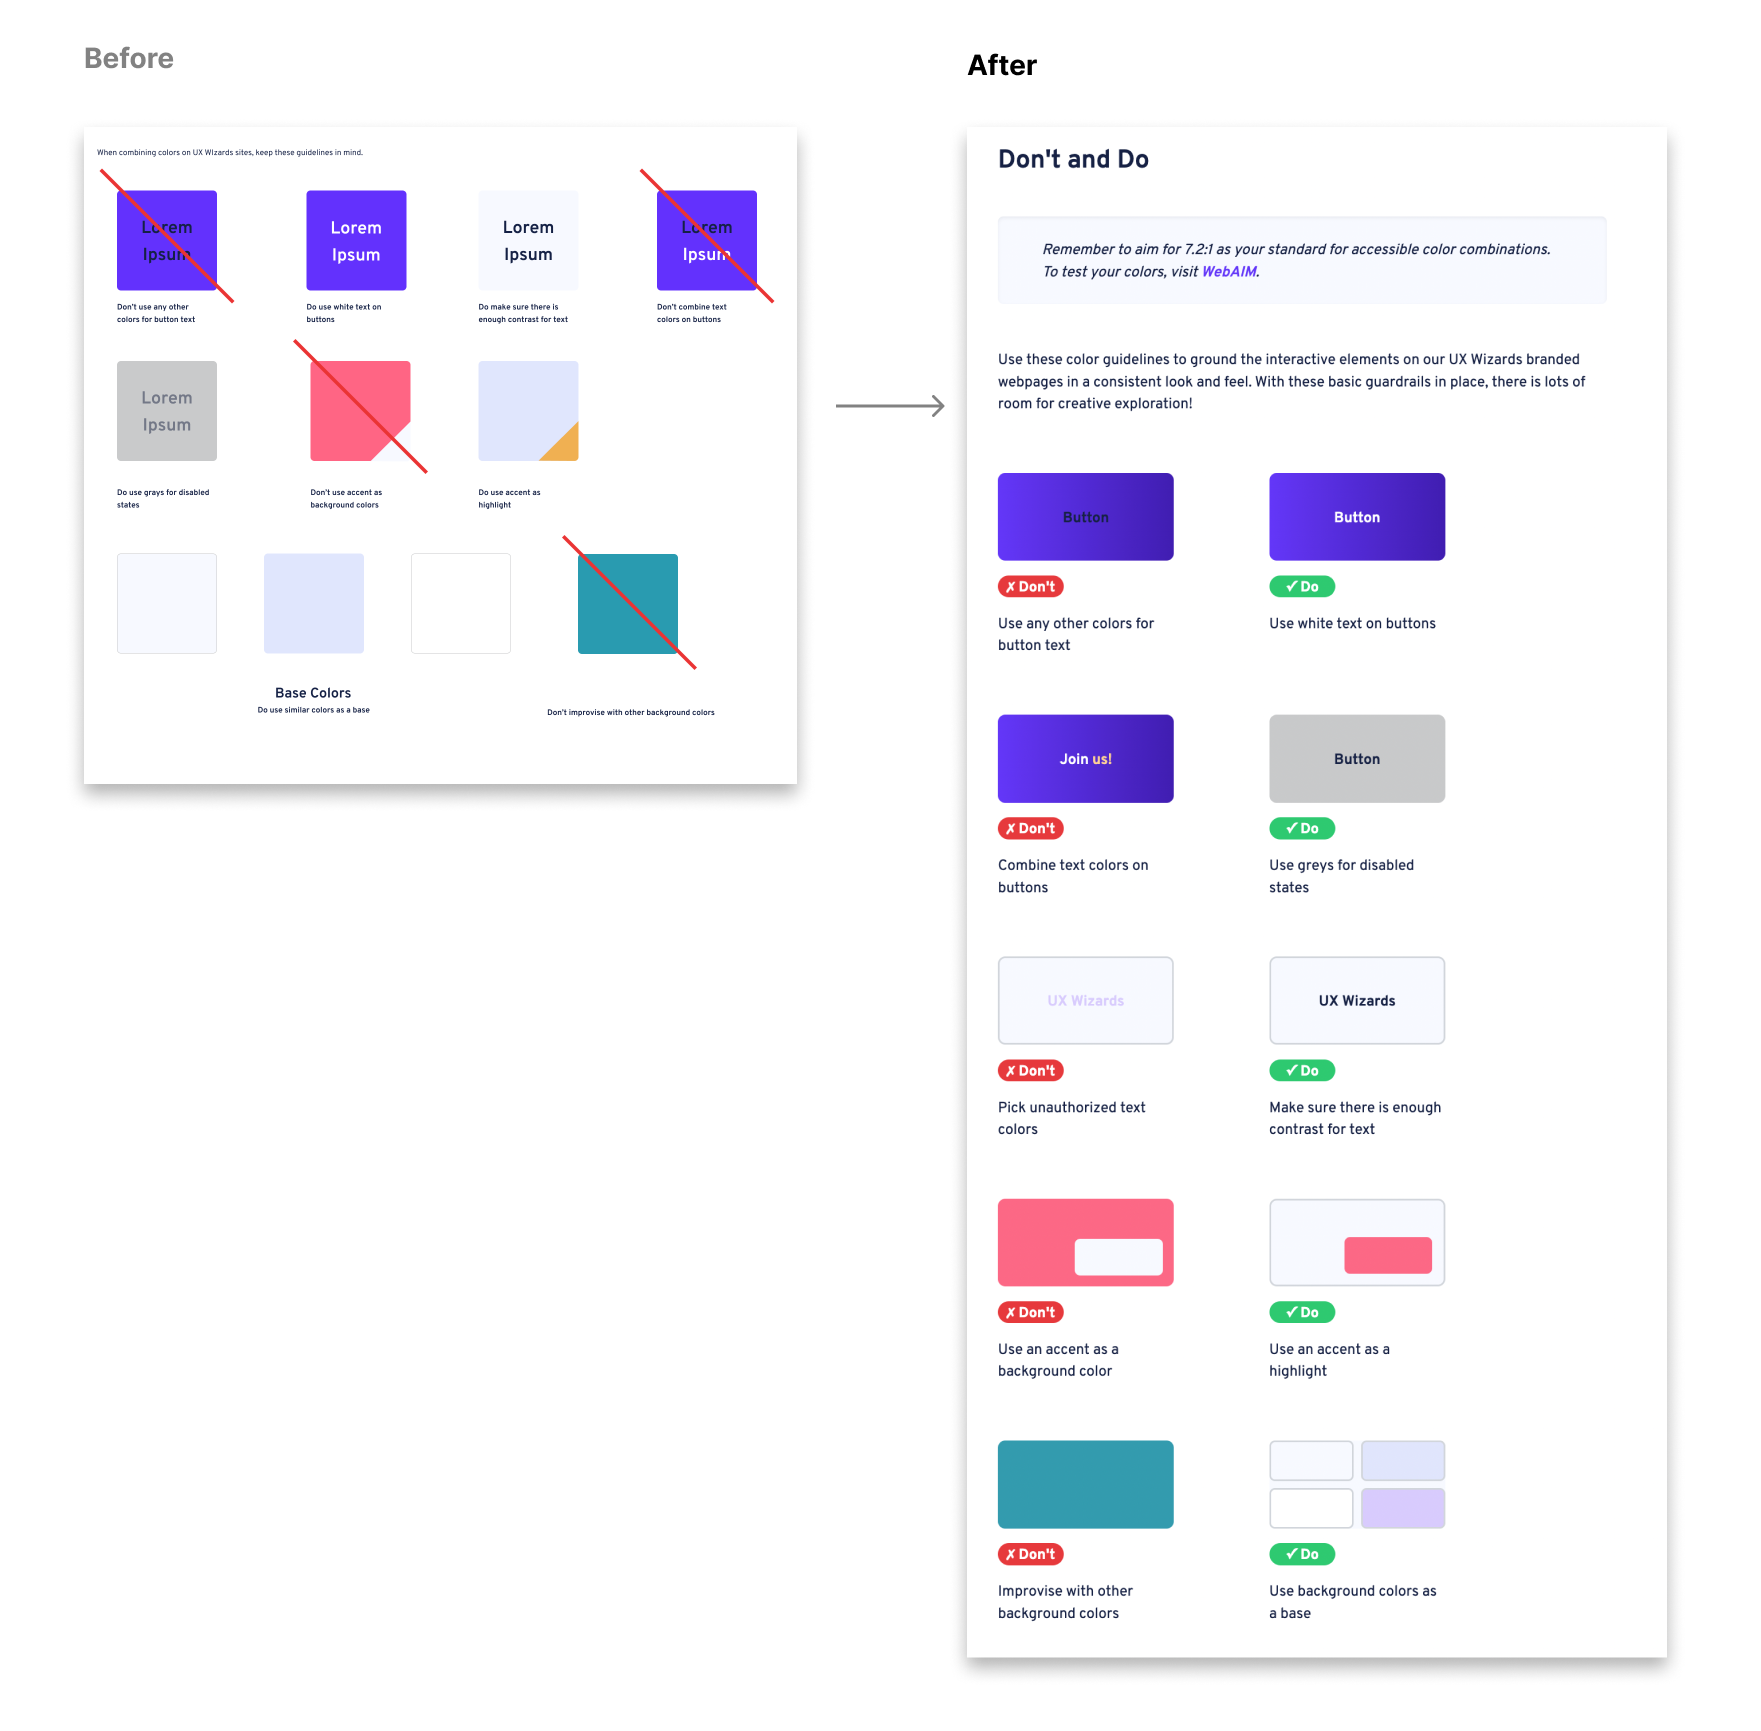 Before
When combining colors on UX WIzards sites, keep these guidelines in mind.
Lorem
Ipsum
Don't use any other
colors for button text
Lorem
Ipsum
Do use white text on
buttons
Lorem
Ipsum
Do make sure there is
enough contrast for text
Lorem
Ipsum
Don't combine text
colors on buttons
Lorem
Ipsum
Do use grays for disabled
states
Don't use accent as
background colors
Do use accent as
highlight
Base Colors
Do use similar colors as a base
Don't improvise with other background colors
After
Don't and Do
Remember to aim for 7.2:1 as your standard for accessible color combinations.
To test your colors, visit WebAIM.
Use these color guidelines to ground the interactive elements on our UX Wizards branded
webpages in a consistent look and feel. With these basic guardrails in place, there is lots of
room for creative exploration!
Button
✗ Don't
Use any other colors for
button text
Button
✓ Do
Use white text on buttons
Join us!
✗ Don't
Combine text colors on
buttons
Button
✓ Do
Use greys for disabled
states
UX Wizards
✗ Don't
Pick unauthorized text
colors
UX Wizards
✓ Do
Make sure there is enough
contrast for text
✗ Don't
Use an accent as a
background color
✓ Do
Use an accent as a
highlight
✗ Don't
Improvise with other
background colors
✓ Do
Use background colors as
a base